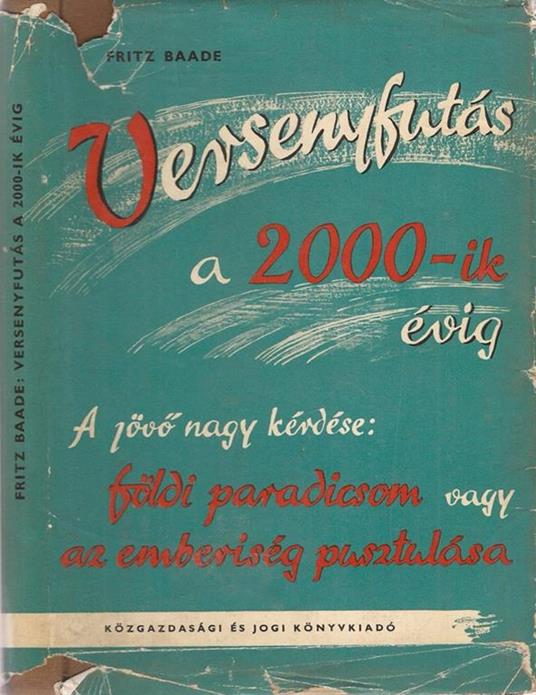 FRITZ BAADE: VERSENYFUTÁS A 2000-IK ÉVIG
FRITZ BAADE
Versenyfutás
a 2000-ik
évig
A jövő nagy kérdése:
földi paradicsom vagy
az emberiség pusztulása
KÖZGAZDASÁGI ÉS JOGI KÖNYVKIADÓ